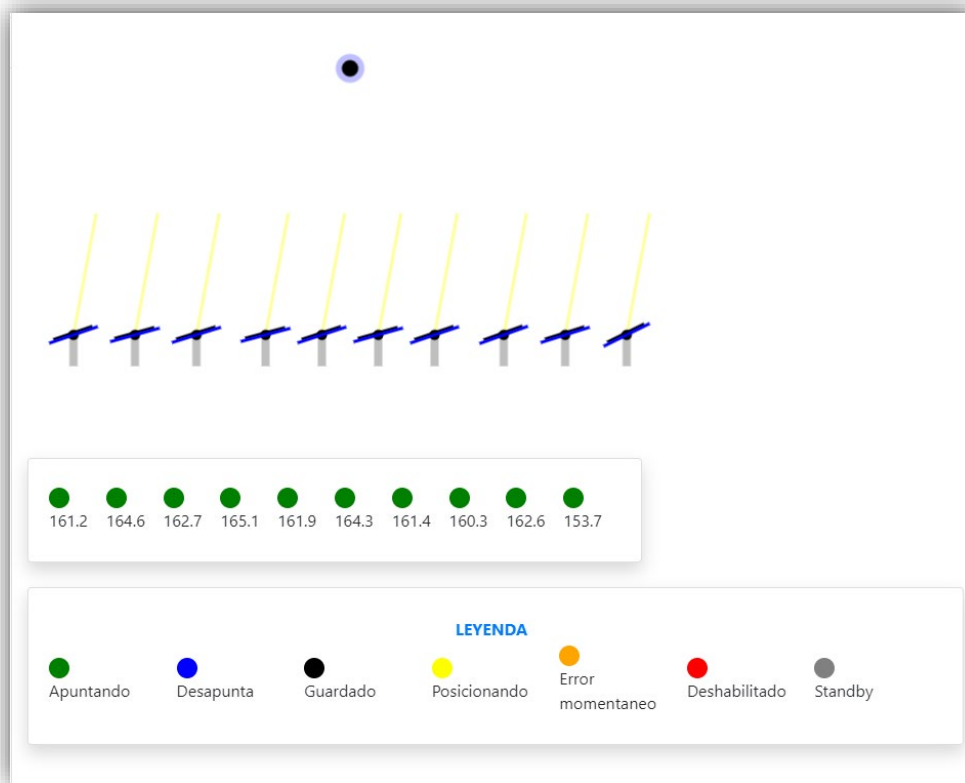 161.2 164.6 162.7 165.1 161.9 164.3 161.4 160.3 162.6 153.7
LEYENDA
Apuntando Desapunta Guardado Posicionando Error momentaneo Deshabilitado Standby